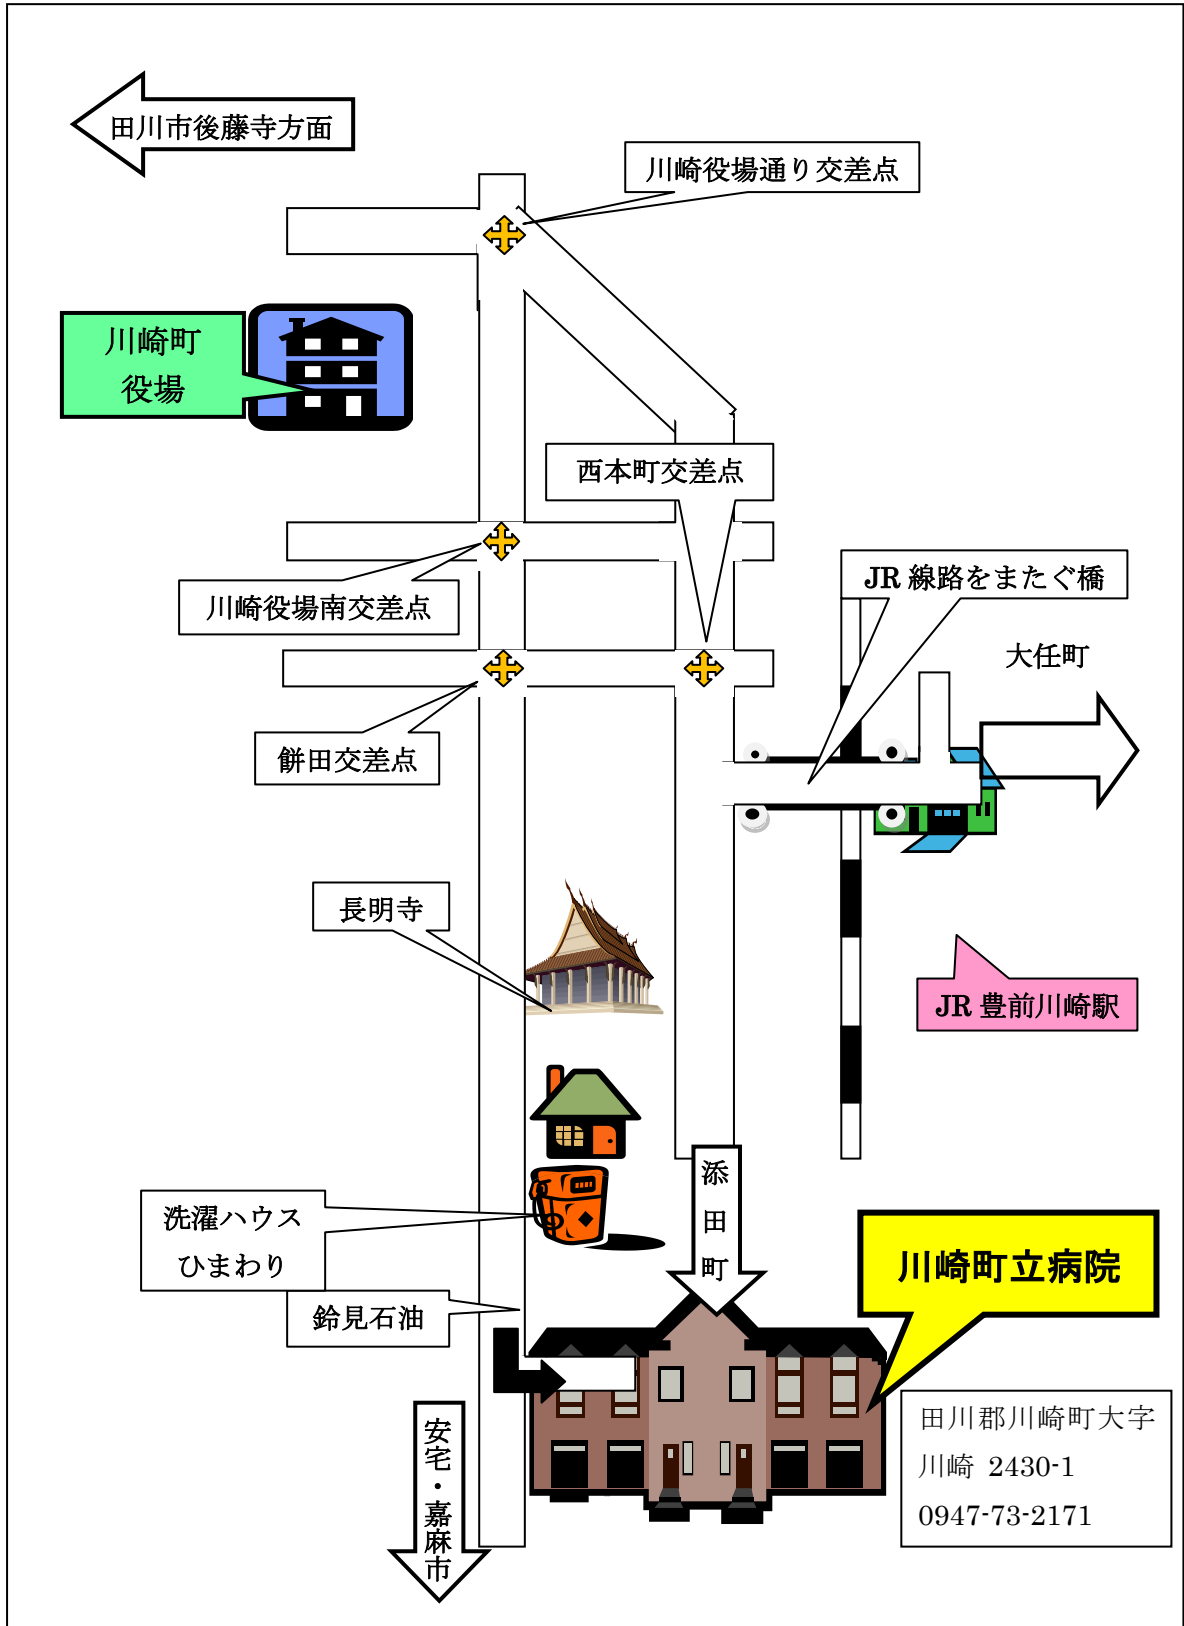 田川市後藤寺方面
川崎役場通り交差点
川崎町
役場
西本町交差点
JR 線路をまたぐ橋
川崎役場南交差点
大任町
餅田交差点
長明寺
JR 豊前川崎駅
添田町
洗濯ハウス
ひまわり
川崎町立病院
鈴見石油
田川郡川崎町大字
川崎 2430-1
0947-73-2171
安宅・嘉麻市